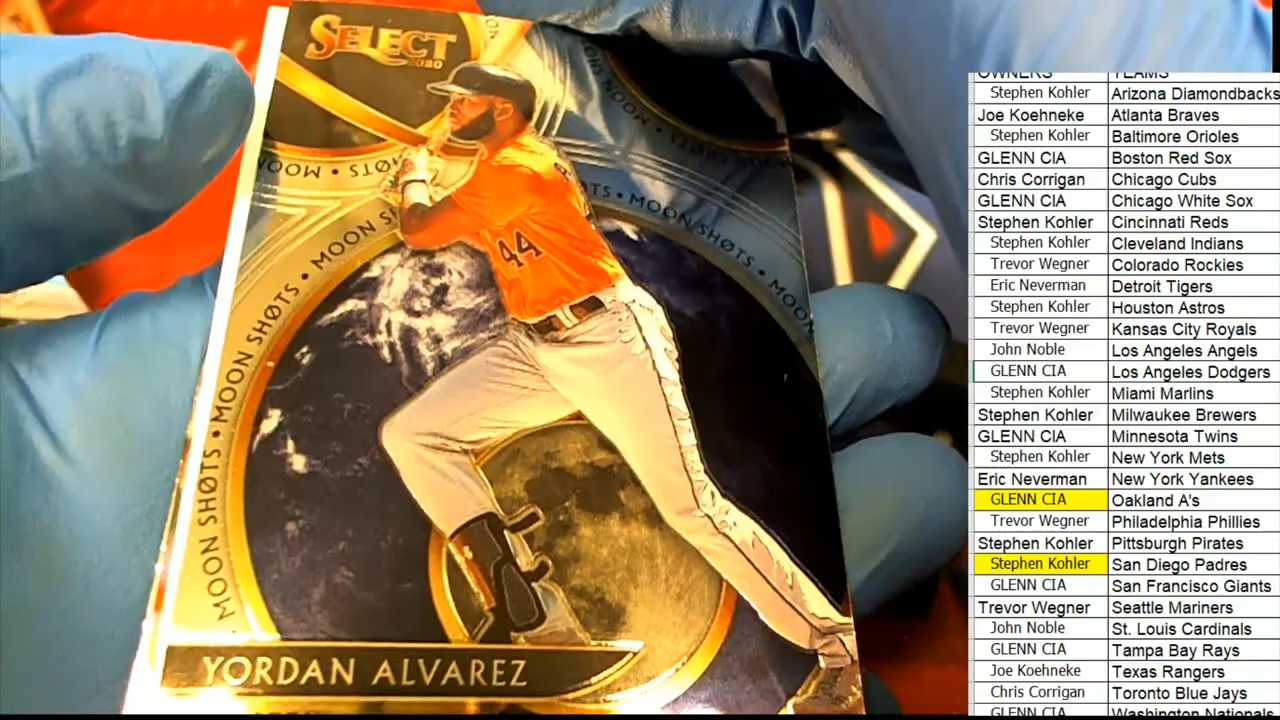 SELECT
2020
MOON SHØTS • MOON SHØTS • MOON
MOON • SHØTS
MOON SHØTS •
44
YORDAN ALVAREZ
OWNERS TEAMS
Stephen Kohler Arizona Diamondbacks
Joe Koehneke Atlanta Braves
Stephen Kohler Baltimore Orioles
GLENN CIA Boston Red Sox
Chris Corrigan Chicago Cubs
GLENN CIA Chicago White Sox
Stephen Kohler Cincinnati Reds
Stephen Kohler Cleveland Indians
Trevor Wegner Colorado Rockies
Eric Neverman Detroit Tigers
Stephen Kohler Houston Astros
Trevor Wegner Kansas City Royals
John Noble Los Angeles Angels
GLENN CIA Los Angeles Dodgers
Stephen Kohler Miami Marlins
Stephen Kohler Milwaukee Brewers
GLENN CIA Minnesota Twins
Stephen Kohler New York Mets
Eric Neverman New York Yankees
GLENN CIA Oakland A's
Trevor Wegner Philadelphia Phillies
Stephen Kohler Pittsburgh Pirates
Stephen Kohler San Diego Padres
GLENN CIA San Francisco Giants
Trevor Wegner Seattle Mariners
John Noble St. Louis Cardinals
GLENN CIA Tampa Bay Rays
Joe Koehneke Texas Rangers
Chris Corrigan Toronto Blue Jays
GLENN CIA Washington Nationals